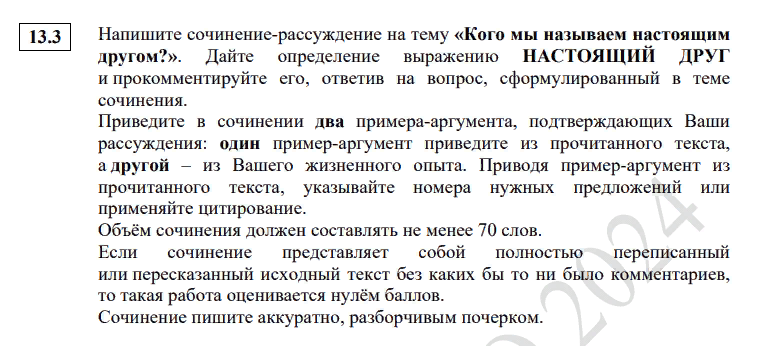 13.3
Напишите сочинение-рассуждение на тему «Кого мы называем настоящим
другом?». Дайте определение выражению НАСТОЯЩИЙ ДРУГ
и прокомментируйте его, ответив на вопрос, сформулированный в теме
сочинения.
Приведите в сочинении два примера-аргумента, подтверждающих Ваши
рассуждения: один пример-аргумент приведите из прочитанного текста,
а другой – из Вашего жизненного опыта. Приводя пример-аргумент из
прочитанного текста, указывайте номера нужных предложений или
применяйте цитирование.
Объём сочинения должен составлять не менее 70 слов.
Если сочинение представляет собой полностью переписанный
или пересказанный исходный текст без каких бы то ни было комментариев,
то такая работа оценивается нулём баллов.
Сочинение пишите аккуратно, разборчивым почерком.
2024